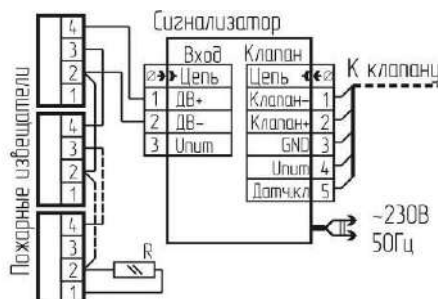 Сигнализатор
Пожарные извещатели
4
3
2
1
4
3
2
1
4
3
2
1
R
Вход
Цепь
1 ДВ+
2 ДВ-
3 Uпит
Клапан
Цепь
Клапан- 1
Клапан+ 2
GND 3
Uпит 4
Датч.кл 5
К клапану
~230В
50Гц